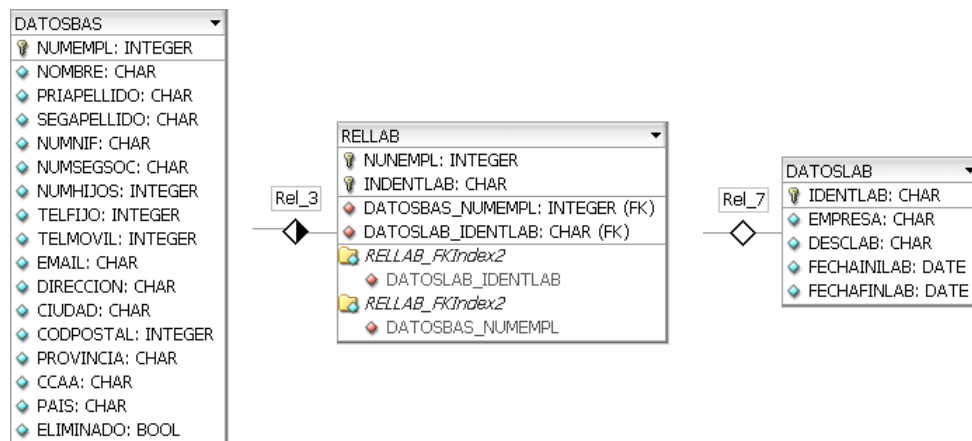 DATOSBAS
NUMEMPL: INTEGER
NOMBRE: CHAR
PRIAPELLIDO: CHAR
SEGAPELLIDO: CHAR
NUMNIF: CHAR
NUMSEGSOC: CHAR
NUMHIJOS: INTEGER
TELFIJO: INTEGER
TELMOVIL: INTEGER
EMAIL: CHAR
DIRECCION: CHAR
CIUDAD: CHAR
CODPOSTAL: INTEGER
PROVINCIA: CHAR
CCAA: CHAR
PAIS: CHAR
ELIMINADO: BOOL
Rel_3
RELLAB
NUNEMPL: INTEGER
INDENTLAB: CHAR
DATOSBAS_NUMEMPL: INTEGER (FK)
DATOSLAB_IDENTLAB: CHAR (FK)
RELLAB_FKIndex2
DATOSLAB_IDENTLAB
RELLAB_FKIndex2
DATOSBAS_NUMEMPL
Rel_7
DATOSLAB
IDENTLAB: CHAR
EMPRESA: CHAR
DESCLAB: CHAR
FECHAINILAB: DATE
FECHAFINLAB: DATE